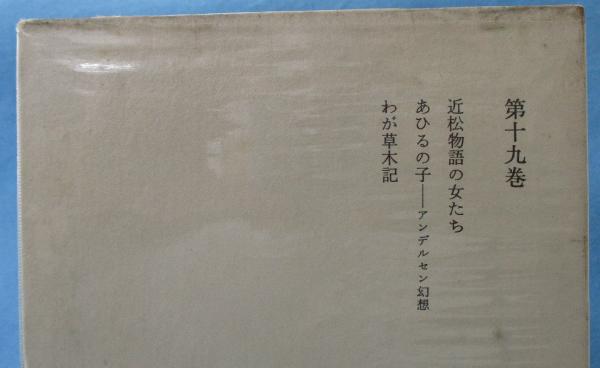 第十九巻
近松物語の女たち
あひるの子――アンデルセン幻想
わが草木記